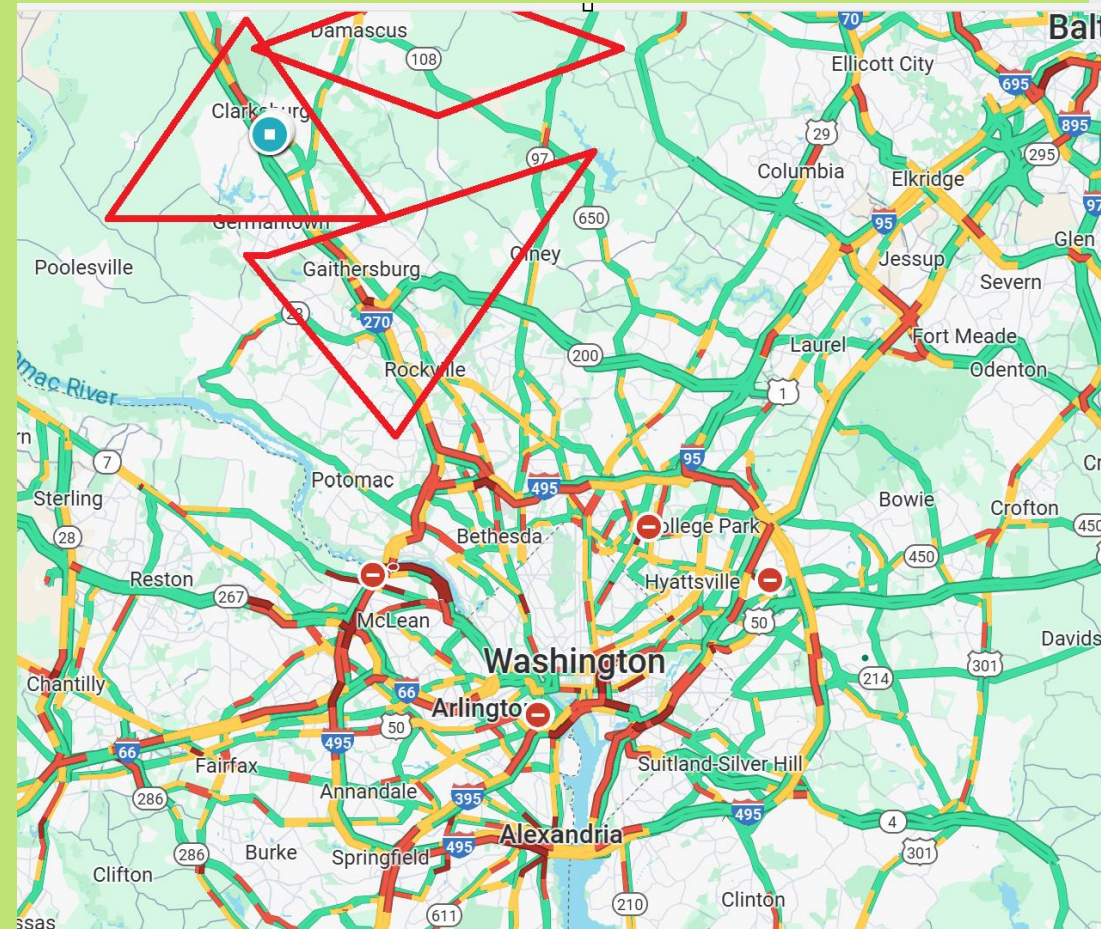 70
Balt
Damascus
108
Ellicott City
695
Clarksburg
895
29
295
97
Columbia
Elkridge
97
650
95
Germantown
Glen
Olney
Poolesville
Gaithersburg
Jessup
Severn
28
270
Fort Meade
Laurel
200
Rockville
Odenton
omac River
1
rn
95
7
Potomac
495
Cr
Sterling
Bowie
Crofton
28
College Park
450
Bethesda
450
Reston
Hyattsville
267
McLean
50
Davids
Washington
301
214
Chantilly
66
Arlington
50
495
66
Suitland-Silver Hill
Fairfax
286
Annandale
395
495
Alexandria
4
495
286
Burke
Springfield
301
Clifton
Clinton
611
210
ssas